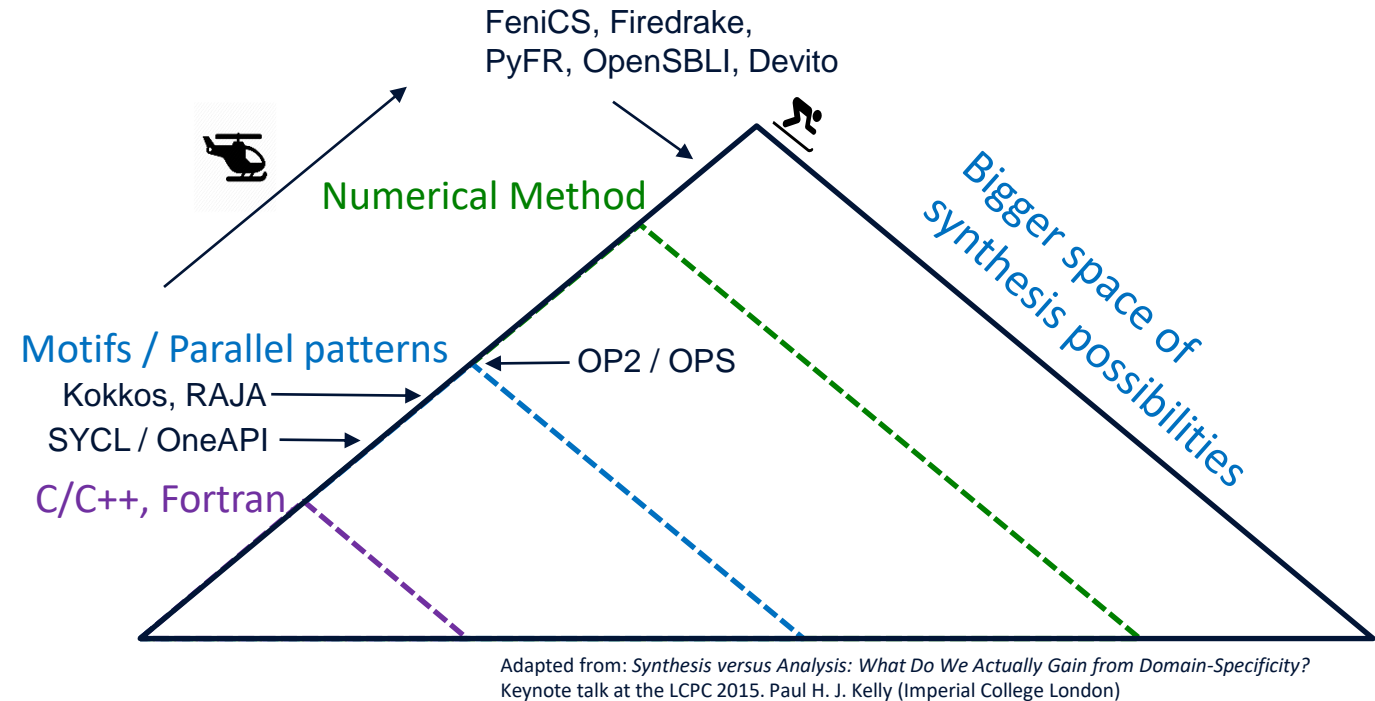 FeniCS, Firedrake,
PyFR, OpenSBLI, Devito
Numerical Method
Bigger space of
synthesis possibilities
Motifs / Parallel patterns
OP2 / OPS
Kokkos, RAJA
SYCL / OneAPI
C/C++, Fortran
Adapted from: Synthesis versus Analysis: What Do We Actually Gain from Domain-Specificity?
Keynote talk at the LCPC 2015. Paul H. J. Kelly (Imperial College London)